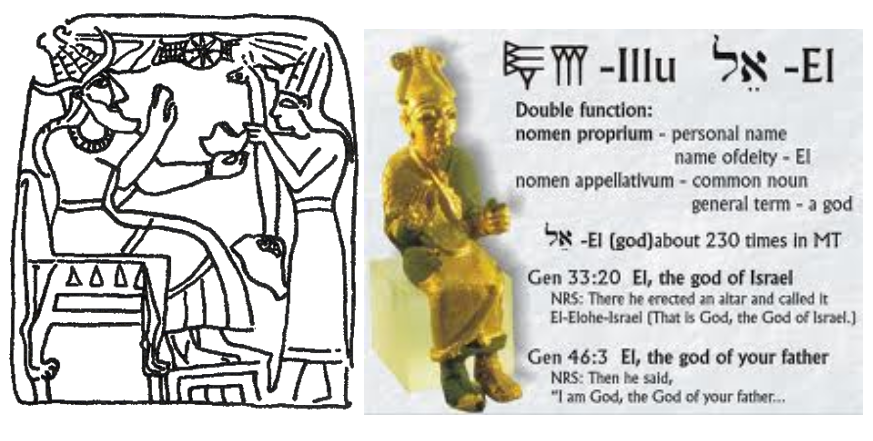 𐎛𐎍 -Illu אֵל -El
Double function:
nomen proprium - personal name
name ofdeity - El
nomen appellativum - common noun
general term - a god
אֵל -El (god)about 230 times in MT
Gen 33:20 El, the god of Israel
NRS: There he erected an altar and called it
El-Elohe-Israel (That is God, the God of Israel.)
Gen 46:3 El, the god of your father
NRS: Then he said,
"I am God, the God of your father...